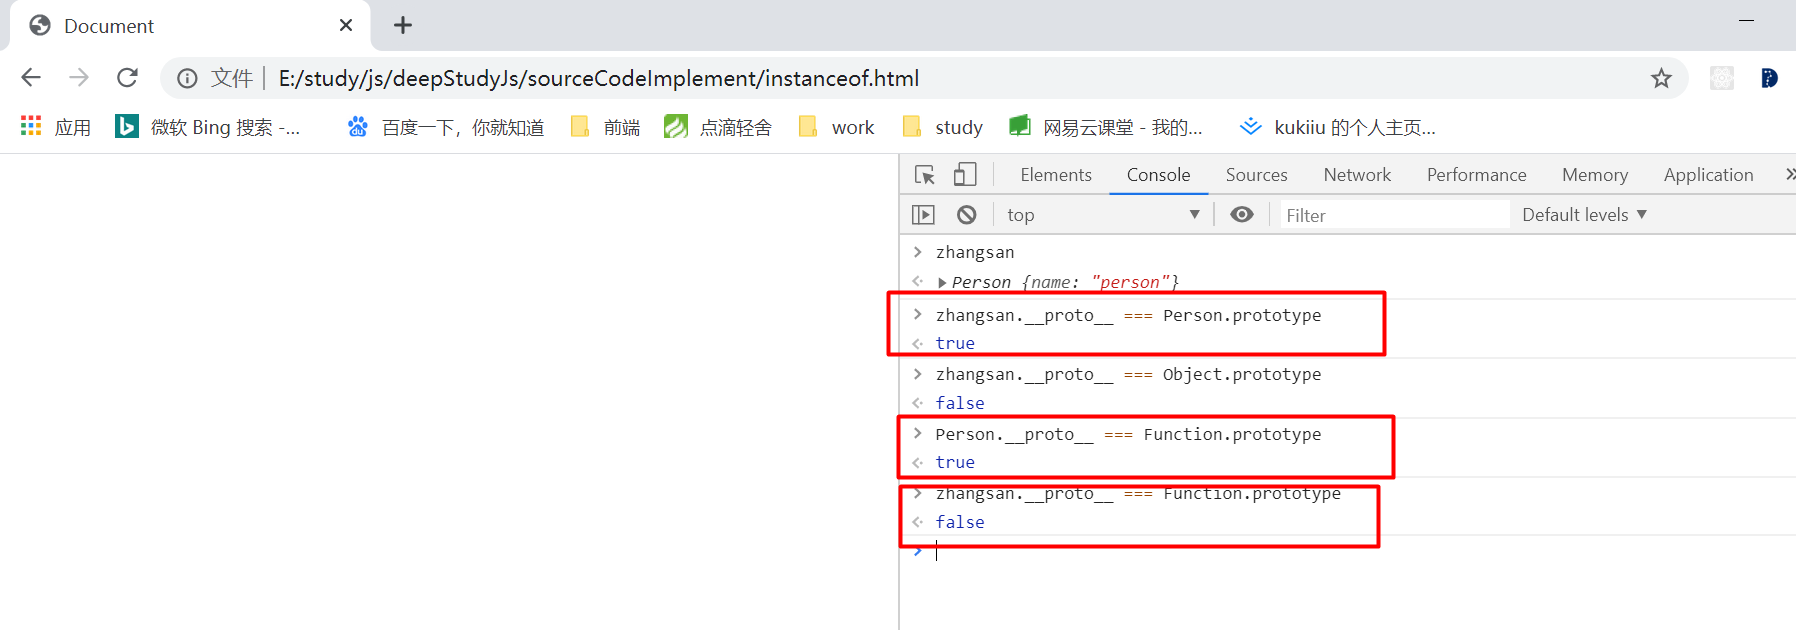 Document
文件 E:/study/js/deepStudyJs/sourceCodeImplement/instanceof.html
应用 微软 Bing 搜索 -... 百度一下，你就知道 前端 点滴轻舍 work study 网易云课堂 - 我的... kukiiu 的个人主页...
Elements Console Sources Network Performance Memory Application »
top Filter Default levels
zhangsan
Person {name: "person"}
zhangsan.__proto__ === Person.prototype
true
zhangsan.__proto__ === Object.prototype
false
Person.__proto__ === Function.prototype
true
zhangsan.__proto__ === Function.prototype
false